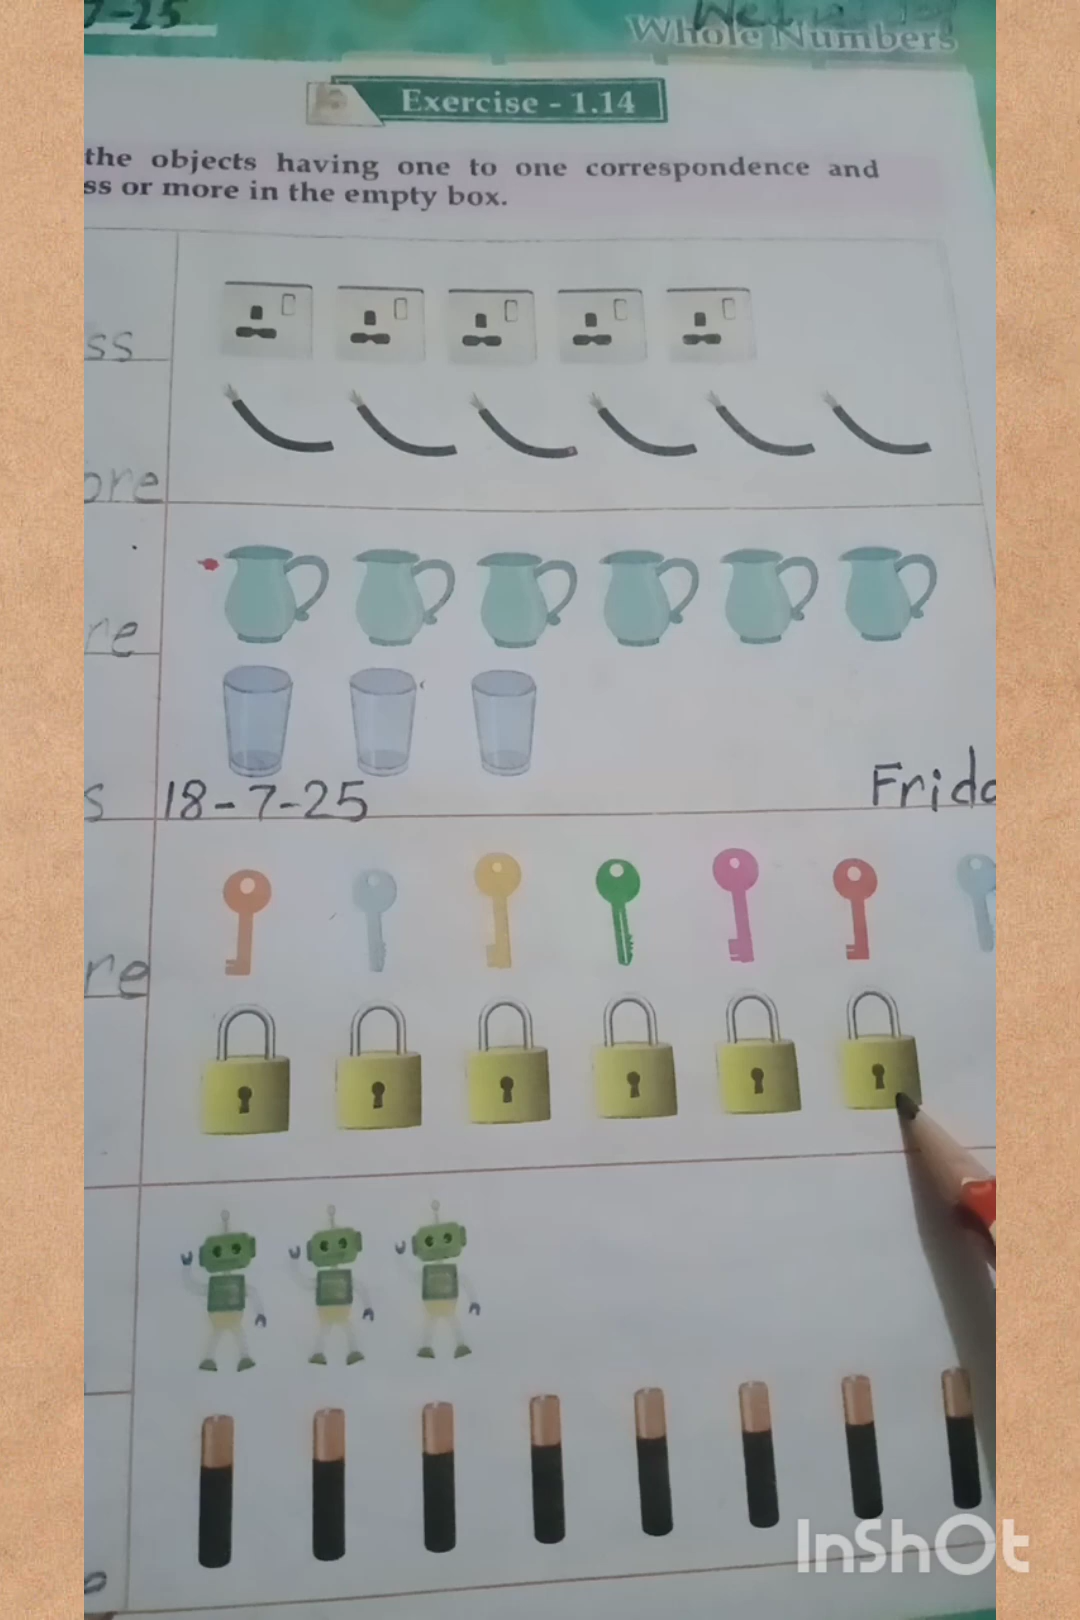 7-25
Whole Numbers
Exercise - 1.14
the objects having one to one correspondence and
ss or more in the empty box.
ss
ore
re
s 18-7-25 Frida
re
InShOt